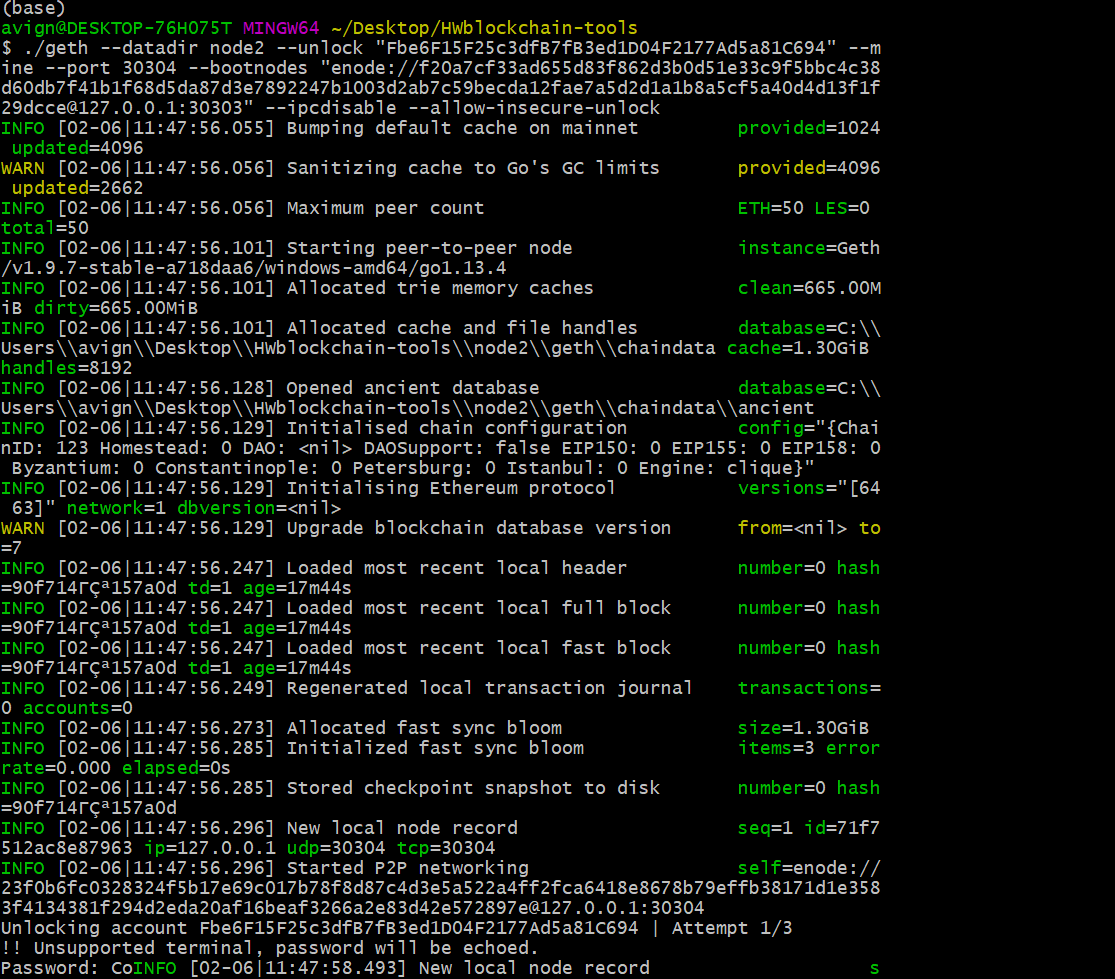 (base)
avign@DESKTOP-76H075T MINGW64 ~/Desktop/HWblockchain-tools
$ ./geth --datadir node2 --unlock "Fbe6F15F25c3dfB7fB3ed1D04F2177Ad5a81C694" --m
ine --port 30304 --bootnodes "enode://f20a7cf33ad655d83f862d3b0d51e33c9f5bbc4c38
d60db7f41b1f68d5da87d3e7892247b1003d2ab7c59becda12fae7a5d2d1a1b8a5cf5a40d4d13f1f
29dcce@127.0.0.1:30303" --ipcdisable --allow-insecure-unlock
INFO [02-06|11:47:56.055] Bumping default cache on mainnet         provided=1024
 updated=4096
WARN [02-06|11:47:56.056] Sanitizing cache to Go's GC limits       provided=4096
 updated=2662
INFO [02-06|11:47:56.056] Maximum peer count                       ETH=50 LES=0
total=50
INFO [02-06|11:47:56.101] Starting peer-to-peer node               instance=Geth
/v1.9.7-stable-a718daa6/windows-amd64/go1.13.4
INFO [02-06|11:47:56.101] Allocated trie memory caches             clean=665.00M
iB dirty=665.00MiB
INFO [02-06|11:47:56.101] Allocated cache and file handles         database=C:\\
Users\\avign\\Desktop\\HWblockchain-tools\\node2\\geth\\chaindata cache=1.30GiB
handles=8192
INFO [02-06|11:47:56.128] Opened ancient database                  database=C:\\
Users\\avign\\Desktop\\HWblockchain-tools\\node2\\geth\\chaindata\\ancient
INFO [02-06|11:47:56.129] Initialised chain configuration          config="{Chai
nID: 123 Homestead: 0 DAO: <nil> DAOSupport: false EIP150: 0 EIP155: 0 EIP158: 0
 Byzantium: 0 Constantinople: 0 Petersburg: 0 Istanbul: 0 Engine: clique}"
INFO [02-06|11:47:56.129] Initialising Ethereum protocol           versions="[64
 63]" network=1 dbversion=<nil>
WARN [02-06|11:47:56.129] Upgrade blockchain database version      from=<nil> to
=7
INFO [02-06|11:47:56.247] Loaded most recent local header          number=0 hash
=90f714ΓÇª157a0d td=1 age=17m44s
INFO [02-06|11:47:56.247] Loaded most recent local full block      number=0 hash
=90f714ΓÇª157a0d td=1 age=17m44s
INFO [02-06|11:47:56.247] Loaded most recent local fast block      number=0 hash
=90f714ΓÇª157a0d td=1 age=17m44s
INFO [02-06|11:47:56.249] Regenerated local transaction journal    transactions=
0 accounts=0
INFO [02-06|11:47:56.273] Allocated fast sync bloom                size=1.30GiB
INFO [02-06|11:47:56.285] Initialized fast sync bloom              items=3 error
rate=0.000 elapsed=0s
INFO [02-06|11:47:56.285] Stored checkpoint snapshot to disk       number=0 hash
=90f714ΓÇª157a0d
INFO [02-06|11:47:56.296] New local node record                    seq=1 id=71f7
512ac8e87963 ip=127.0.0.1 udp=30304 tcp=30304
INFO [02-06|11:47:56.296] Started P2P networking                   self=enode://
23f0b6fc0328324f5b17e69c017b78f8d87c4d3e5a522a4ff2fca6418e8678b79effb38171d1e358
3f4134381f294d2eda20af16beaf3266a2e83d42e572897e@127.0.0.1:30304
Unlocking account Fbe6F15F25c3dfB7fB3ed1D04F2177Ad5a81C694 | Attempt 1/3
!! Unsupported terminal, password will be echoed.
Password: CoINFO [02-06|11:47:58.493] New local node record                    s